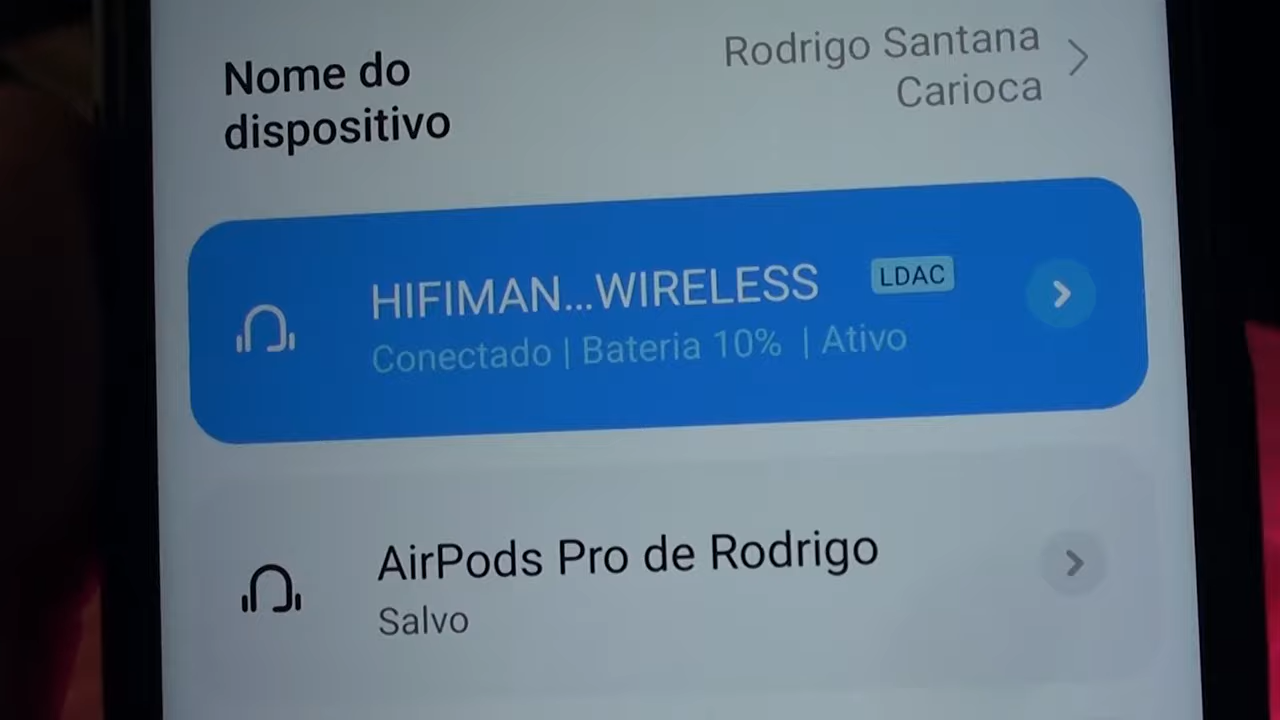 Nome do
dispositivo
Rodrigo Santana
Carioca
HIFIMAN...WIRELESS LDAC
Conectado | Bateria 10% | Ativo
AirPods Pro de Rodrigo
Salvo